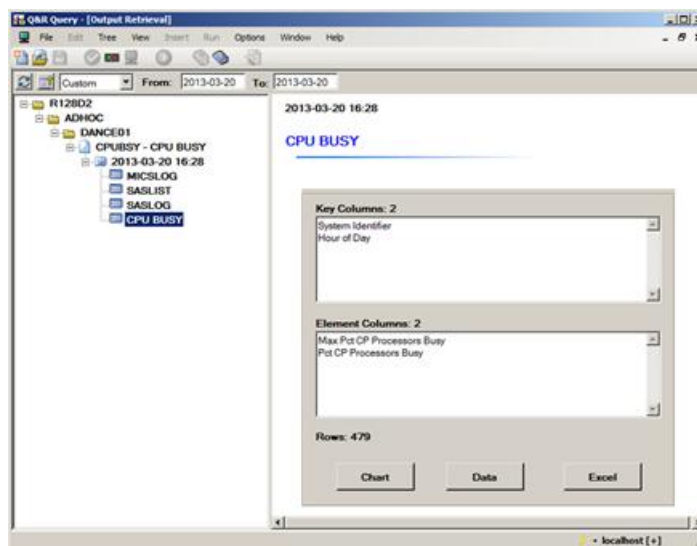 Q&R Query - [Output Retrieval]
File Edit Tree View Insert Run Options Window Help
Custom From: 2013-03-20 To: 2013-03-20
R128D2
ADHOC
DANCE01
CPUBSY - CPU BUSY
2013-03-20 16:28
MICSLOG
SASLIST
SASLOG
CPU BUSY
2013-03-20 16:28
CPU BUSY
Key Columns: 2
System Identifier
Hour of Day
Element Columns: 2
Max Pct CP Processors Busy
Pct CP Processors Busy
Rows: 479
Chart Data Excel
localhost [+]